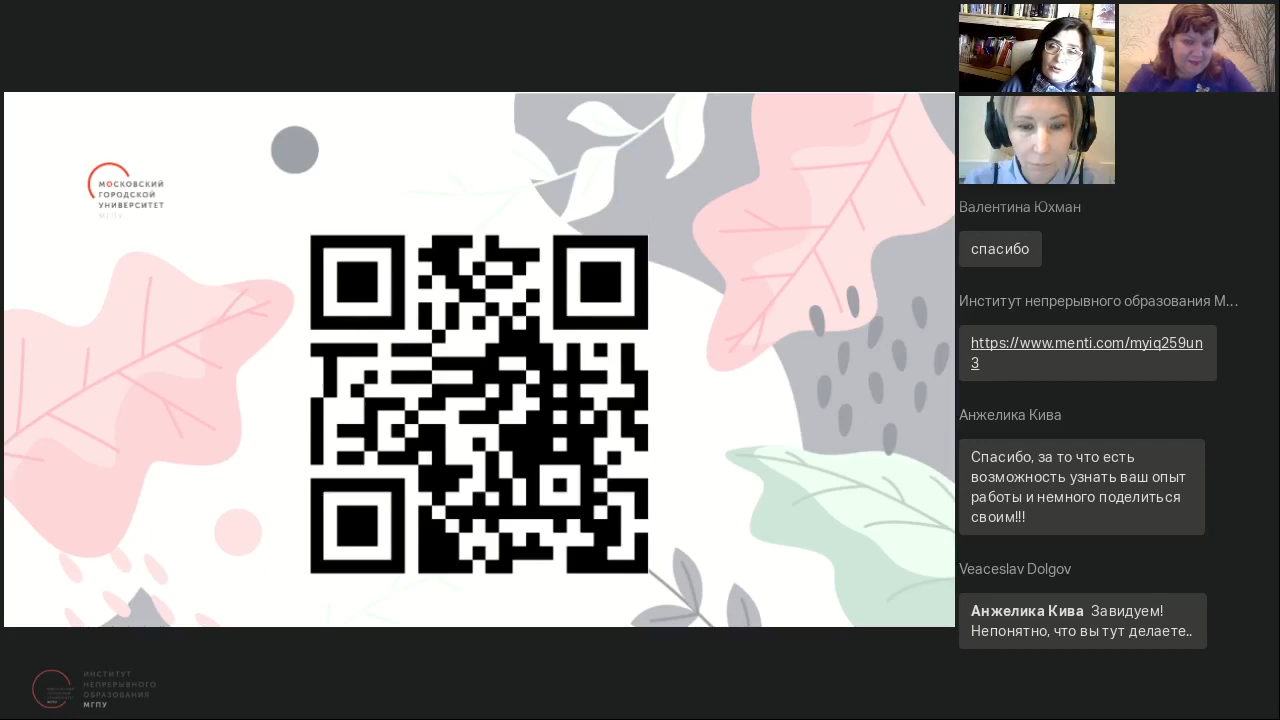 МОСКОВСКИЙ
ГОРОДСКОЙ
УНИВЕРСИТЕТ
МГПУ
Валентина Юхман
спасибо
Институт непрерывного образования М...
https://www.menti.com/myiq259un
3
Анжелика Кива
Спасибо, за то что есть
возможность узнать ваш опыт
работы и немного поделиться
своим!!!
Veaceslav Dolgov
Анжелика Кива Завидуем!
Непонятно, что вы тут делаете..
ИНСТИТУТ
НЕПРЕРЫВНОГО
ОБРАЗОВАНИЯ
МГПУ